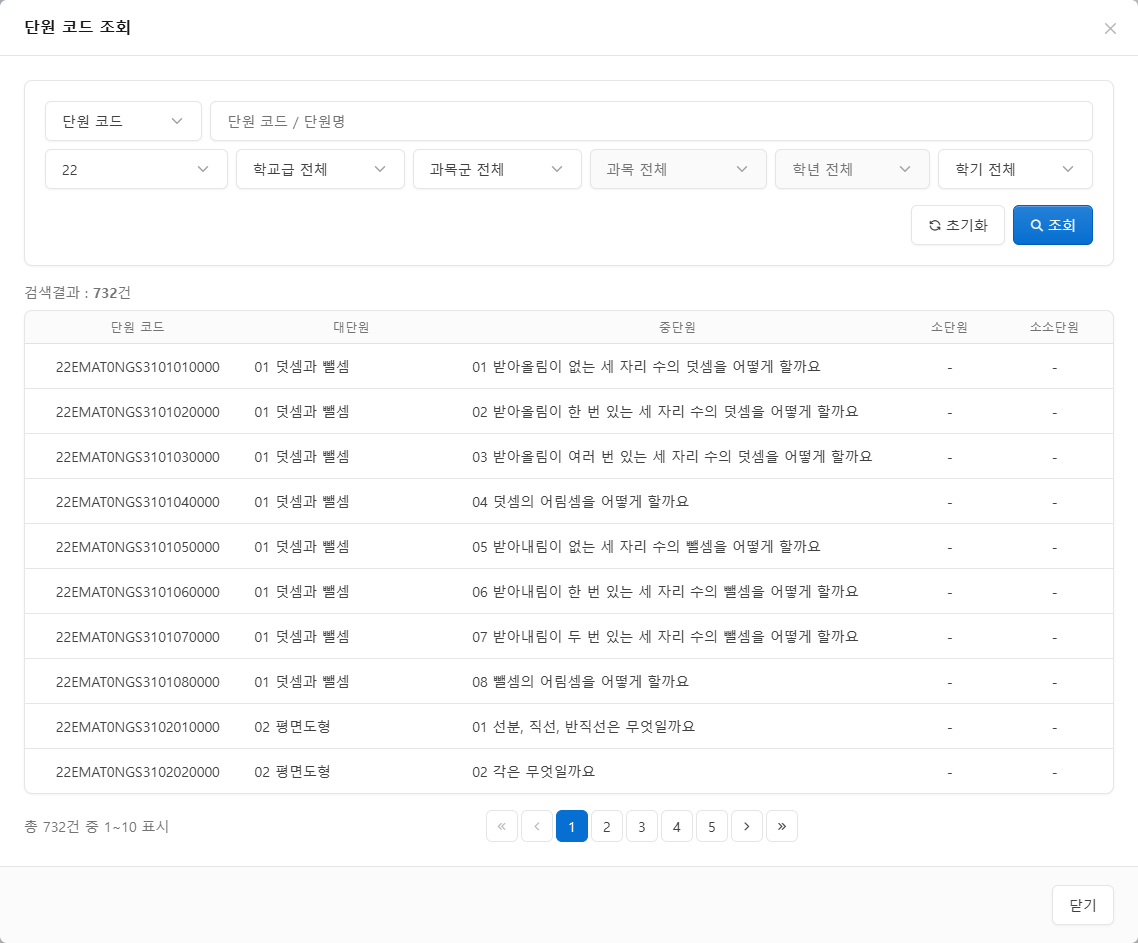 단원 코드 조회
단원 코드 단원 코드 / 단원명
22 학교급 전체 과목군 전체 과목 전체 학년 전체 학기 전체
초기화 조회
검색결과 : 732건
단원 코드 대단원 중단원 소단원 소소단원
22EMAT0NGS3101010000 01 덧셈과 뺄셈 01 받아올림이 없는 세 자리 수의 덧셈을 어떻게 할까요 - -
22EMAT0NGS3101020000 01 덧셈과 뺄셈 02 받아올림이 한 번 있는 세 자리 수의 덧셈을 어떻게 할까요 - -
22EMAT0NGS3101030000 01 덧셈과 뺄셈 03 받아올림이 여러 번 있는 세 자리 수의 덧셈을 어떻게 할까요 - -
22EMAT0NGS3101040000 01 덧셈과 뺄셈 04 덧셈의 어림셈을 어떻게 할까요 - -
22EMAT0NGS3101050000 01 덧셈과 뺄셈 05 받아내림이 없는 세 자리 수의 뺄셈을 어떻게 할까요 - -
22EMAT0NGS3101060000 01 덧셈과 뺄셈 06 받아내림이 한 번 있는 세 자리 수의 뺄셈을 어떻게 할까요 - -
22EMAT0NGS3101070000 01 덧셈과 뺄셈 07 받아내림이 두 번 있는 세 자리 수의 뺄셈을 어떻게 할까요 - -
22EMAT0NGS3101080000 01 덧셈과 뺄셈 08 뺄셈의 어림셈을 어떻게 할까요 - -
22EMAT0NGS3102010000 02 평면도형 01 선분, 직선, 반직선은 무엇일까요 - -
22EMAT0NGS3102020000 02 평면도형 02 각은 무엇일까요 - -
총 732건 중 1~10 표시 « ‹ 1 2 3 4 5 › »
닫기